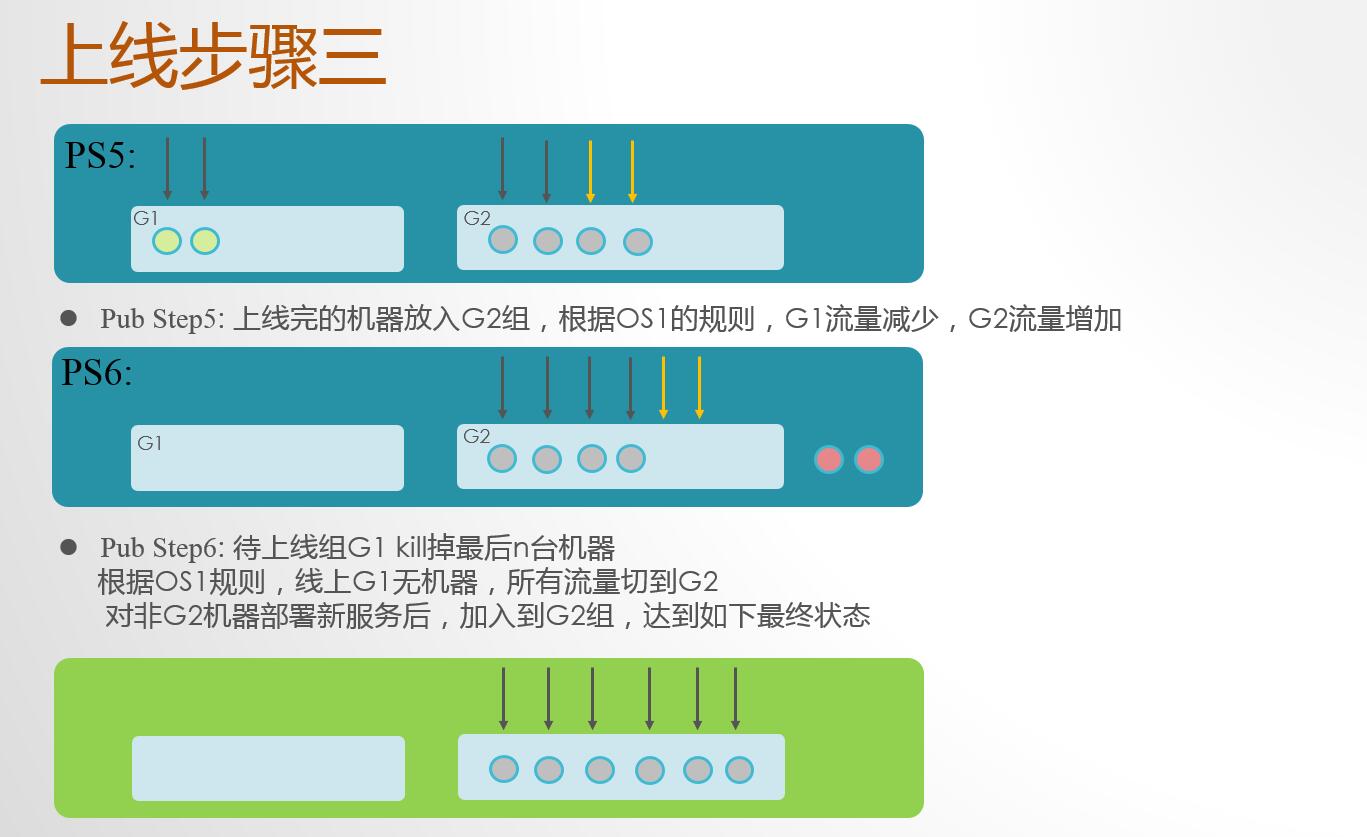 上线步骤三
PS5:
G1
G2
Pub Step5: 上线完的机器放入G2组，根据OS1的规则，G1流量减少，G2流量增加
PS6:
G1
G2
Pub Step6: 待上线组G1 kill掉最后n台机器
根据OS1规则，线上G1无机器，所有流量切到G2
对非G2机器部署新服务后，加入到G2组，达到如下最终状态